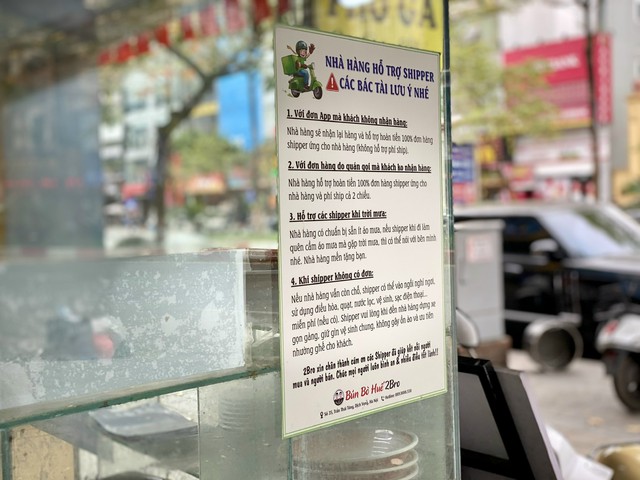 NHÀ HÀNG HỖ TRỢ SHIPPER
CÁC BÁC TÀI LƯU Ý NHÉ
1. Với đơn App mà khách không nhận hàng:
Nhà hàng sẽ nhận lại hàng và hỗ trợ hoàn tiền 100% đơn hàng
shipper ứng cho nhà hàng (không hỗ trợ phí ship).
2. Với đơn hàng do quán gọi mà khách ko nhận hàng:
Nhà hàng hỗ trợ hoàn tiền 100% đơn hàng shipper ứng cho
nhà hàng và phí ship cả 2 chiều.
3. Hỗ trợ các shipper khi trời mưa:
Nhà hàng có chuẩn bị sẵn ít áo mưa, nếu shipper khi đi làm
quên cầm áo mưa mà gặp trời mưa, thì có thể nói với bên mình
nhé. Nhà hàng mến tặng bạn.
4. Khi shipper không có đơn:
Nếu nhà hàng vẫn còn chỗ, shipper có thể vào ngồi nghỉ ngơi,
sử dụng điều hòa, quạt, nước lọc, vệ sinh, sạc điện thoại...
miễn phí (nếu có). Shipper vui lòng khi đến nhà hàng dựng xe
gọn gàng, giữ gìn vệ sinh chung, không gây ồn ào và ưu tiên
nhường ghế cho khách.
2Bro xin chân thành cảm ơn các Shipper đã giúp kết nối người
mua và người bán. Chúc mọi người luôn bình an & nhiều điều tốt lành!!
Bún Bò Huế 2Bro